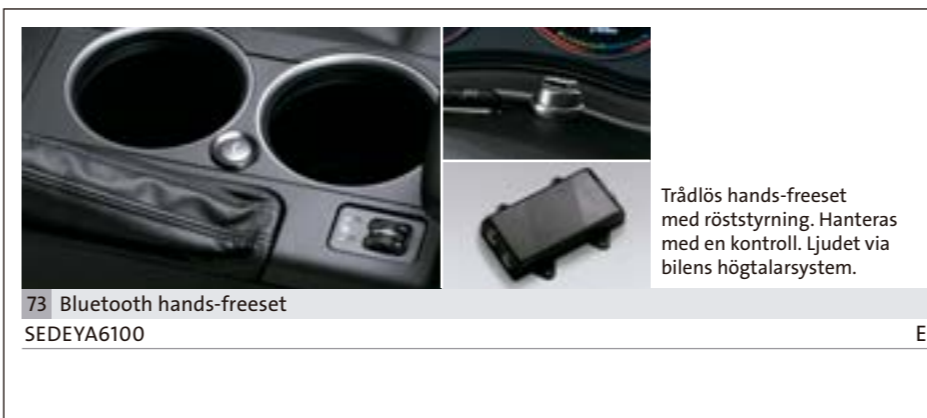 Trådlös hands-freeset
med röststyrning. Hanteras
med en kontroll. Ljudet via
bilens högtalarsystem.
73 Bluetooth hands-freeset
SEDEYA6100 E